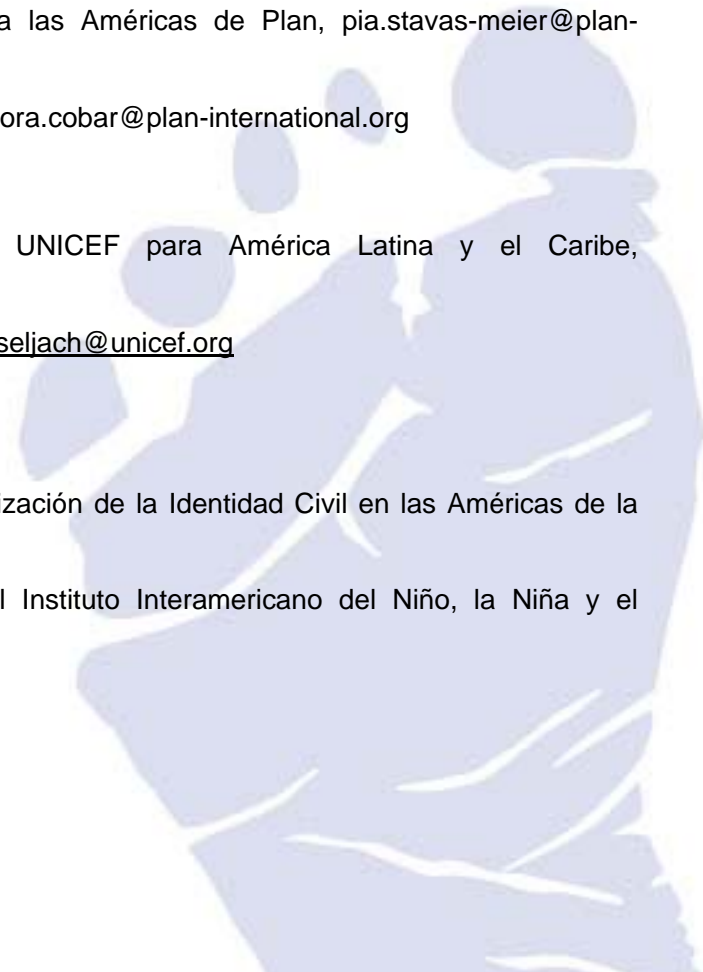 a las Américas de Plan, pia.stavas-meier@plan-
ora.cobar@plan-international.org
UNICEF para América Latina y el Caribe,
seljach@unicef.org
ización de la Identidad Civil en las Américas de la
l Instituto Interamericano del Niño, la Niña y el